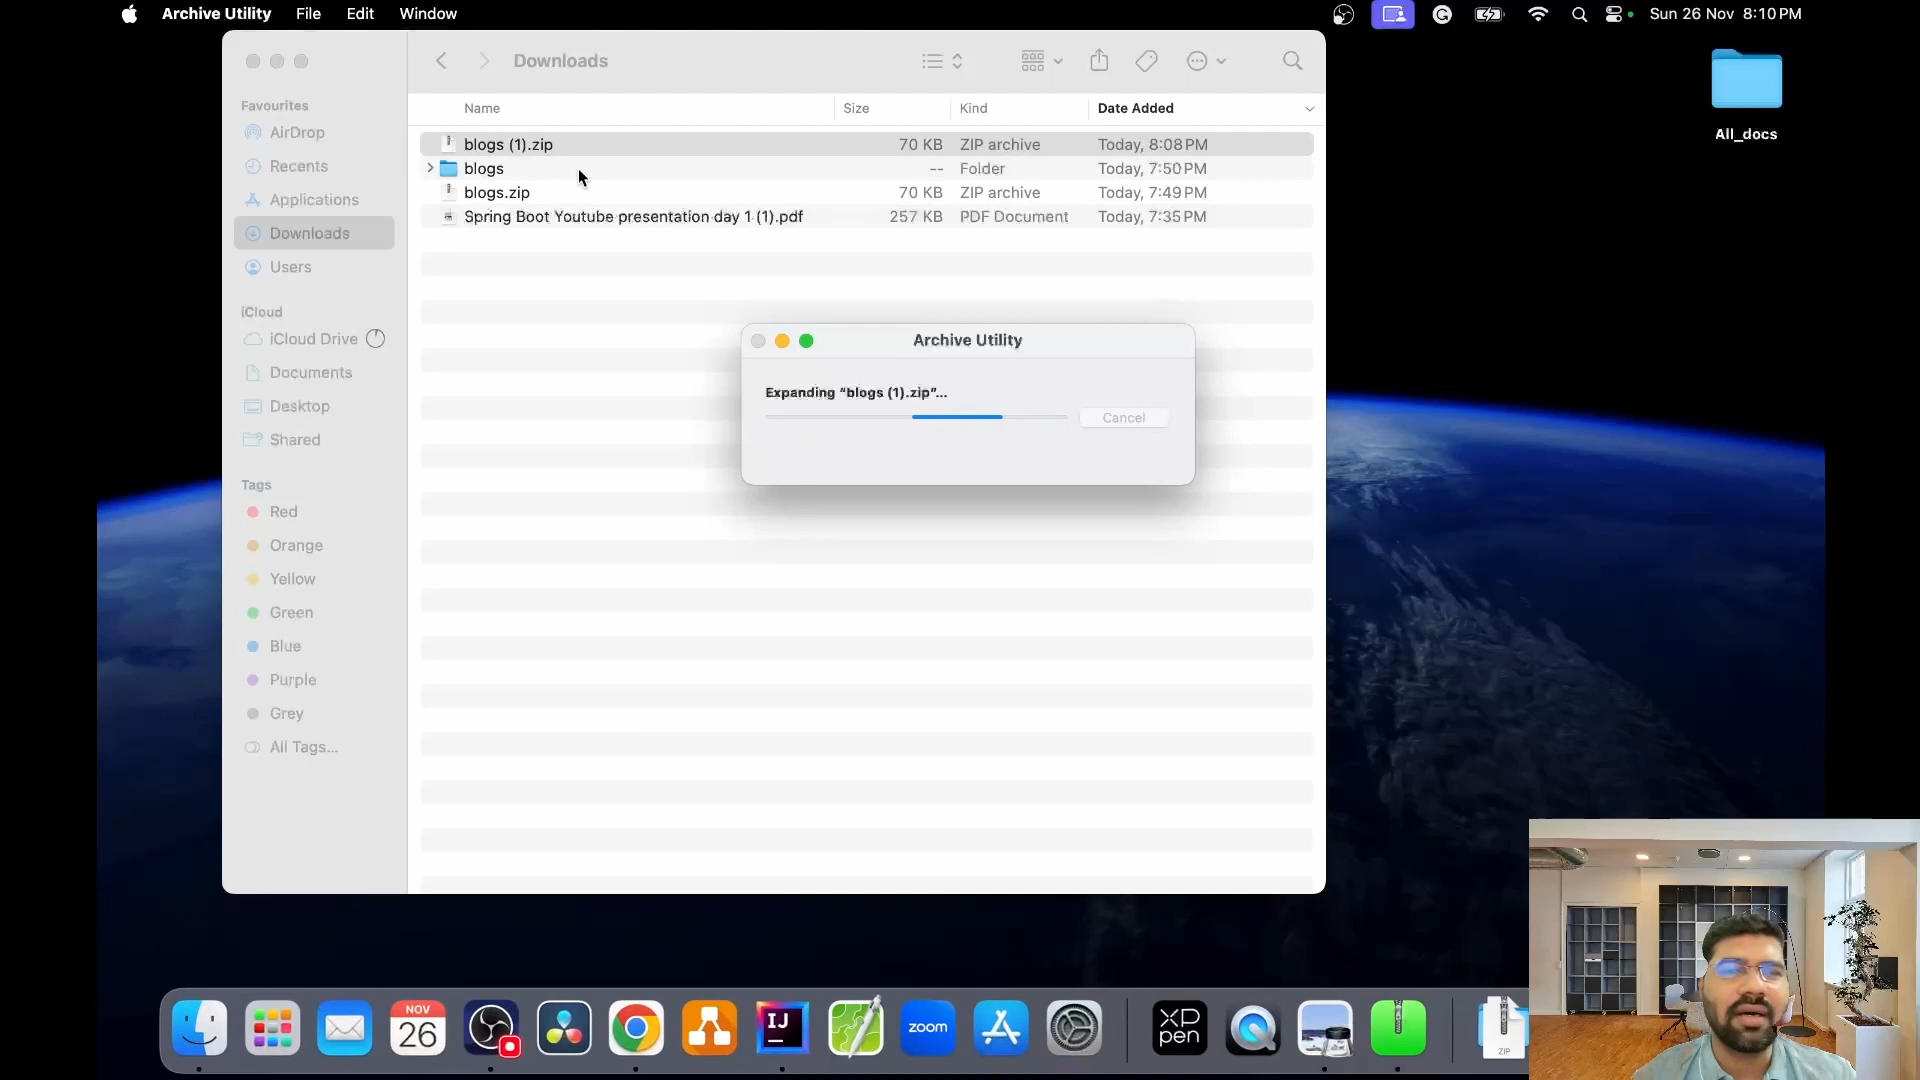 Archive Utility File Edit Window
Sun 26 Nov 8:10 PM
Downloads
All_docs
Favourites
AirDrop
Recents
Applications
Downloads
Users
iCloud
iCloud Drive
Documents
Desktop
Shared
Tags
Red
Orange
Yellow
Green
Blue
Purple
Grey
All Tags...
Name Size Kind Date Added
blogs (1).zip 70 KB ZIP archive Today, 8:08 PM
blogs -- Folder Today, 7:50 PM
blogs.zip 70 KB ZIP archive Today, 7:49 PM
Spring Boot Youtube presentation day 1 (1).pdf 257 KB PDF Document Today, 7:35 PM
Archive Utility
Expanding “blogs (1).zip”...
Cancel
NOV
26
IJ
zoom
XP
pen
ZIP